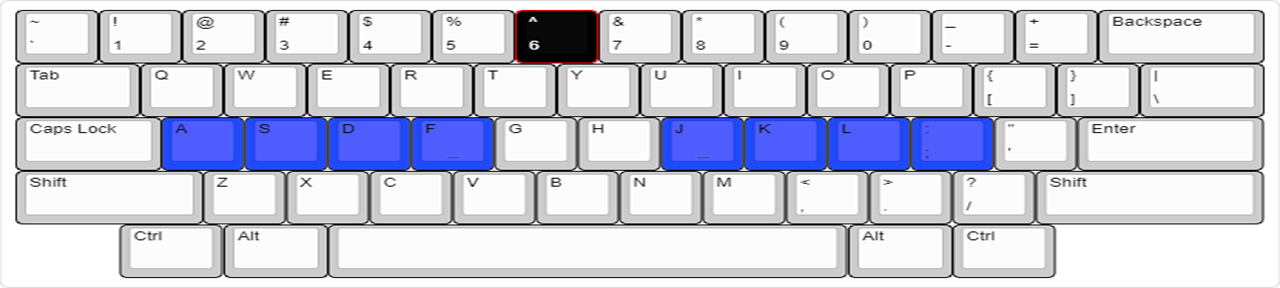 ~ ! @ # $ % ^ & * ( ) _ + Backspace
` 1 2 3 4 5 6 7 8 9 0 - =
Tab Q W E R T Y U I O P { } |
[ ] \
Caps Lock A S D F G H J K L : " Enter
_ _ ; '
Shift Z X C V B N M < > ? Shift
, . /
Ctrl Alt Alt Ctrl